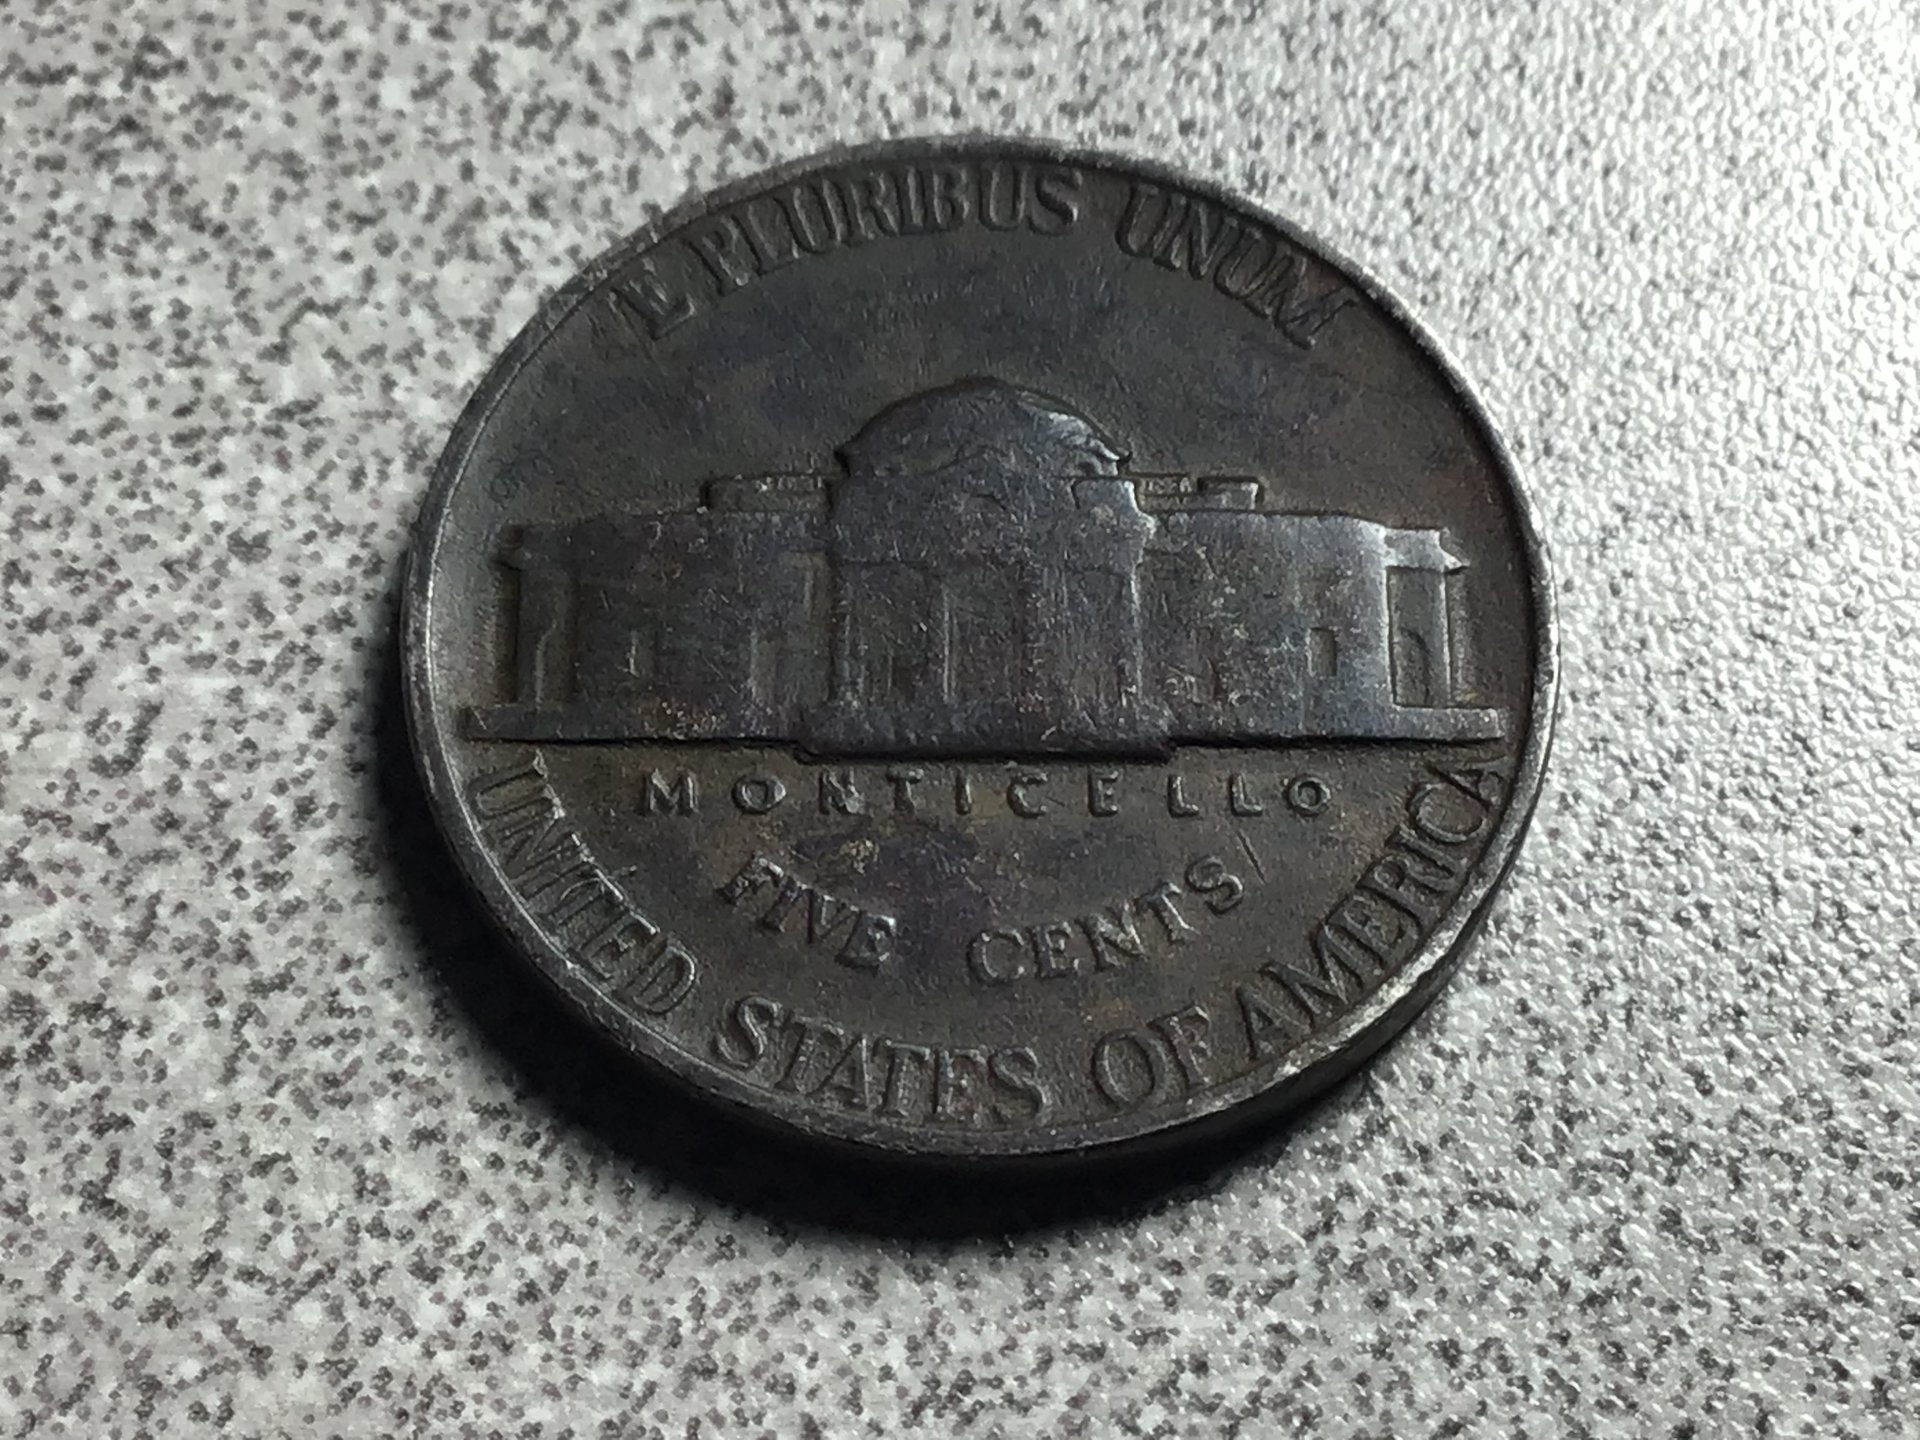 E PLURIBUS UNUM
MONTICELLO
FIVE CENTS
UNITED STATES OF AMERICA